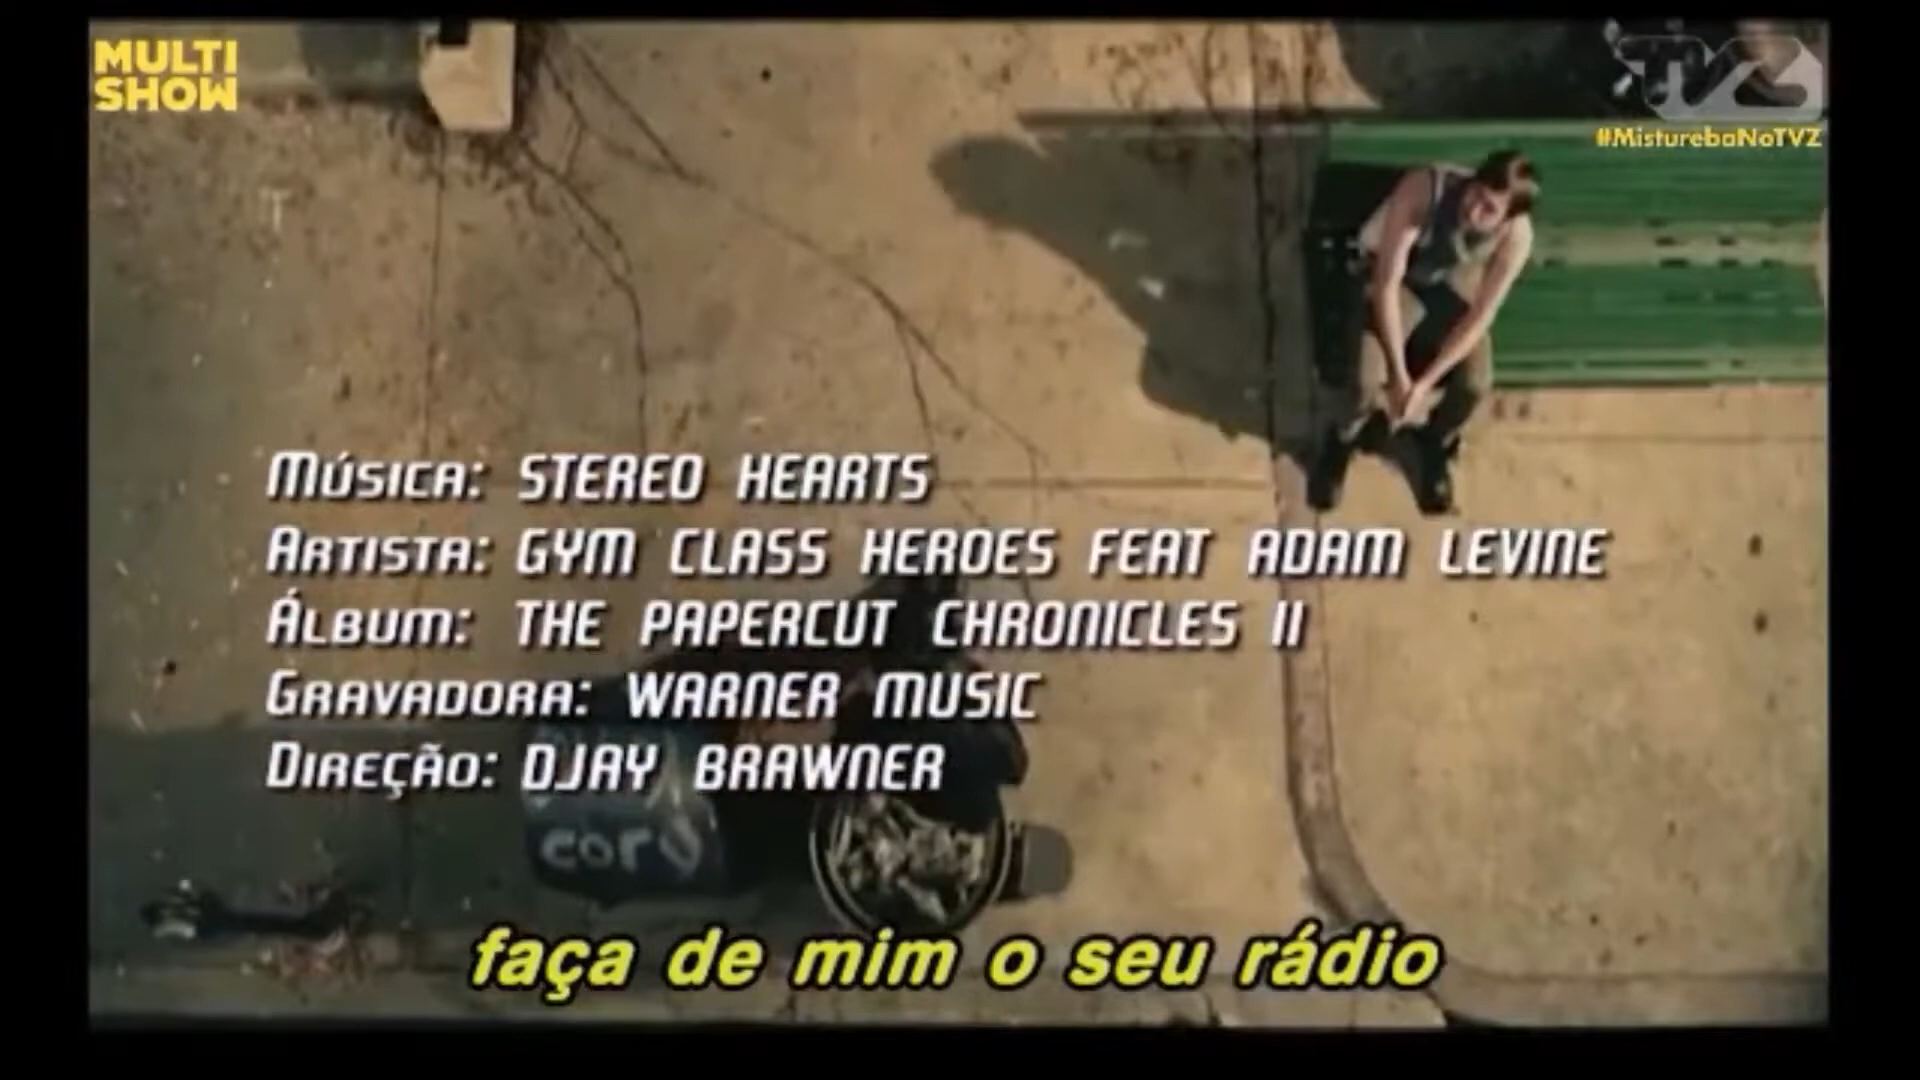 MULTI
SHOW
TVZ
#MisturebaNoTVZ
Música: STEREO HEARTS
Artista: GYM CLASS HEROES FEAT ADAM LEVINE
Álbum: THE PAPERCUT CHRONICLES II
Gravadora: WARNER MUSIC
Direção: DJAY BRAWNER
faça de mim o seu rádio